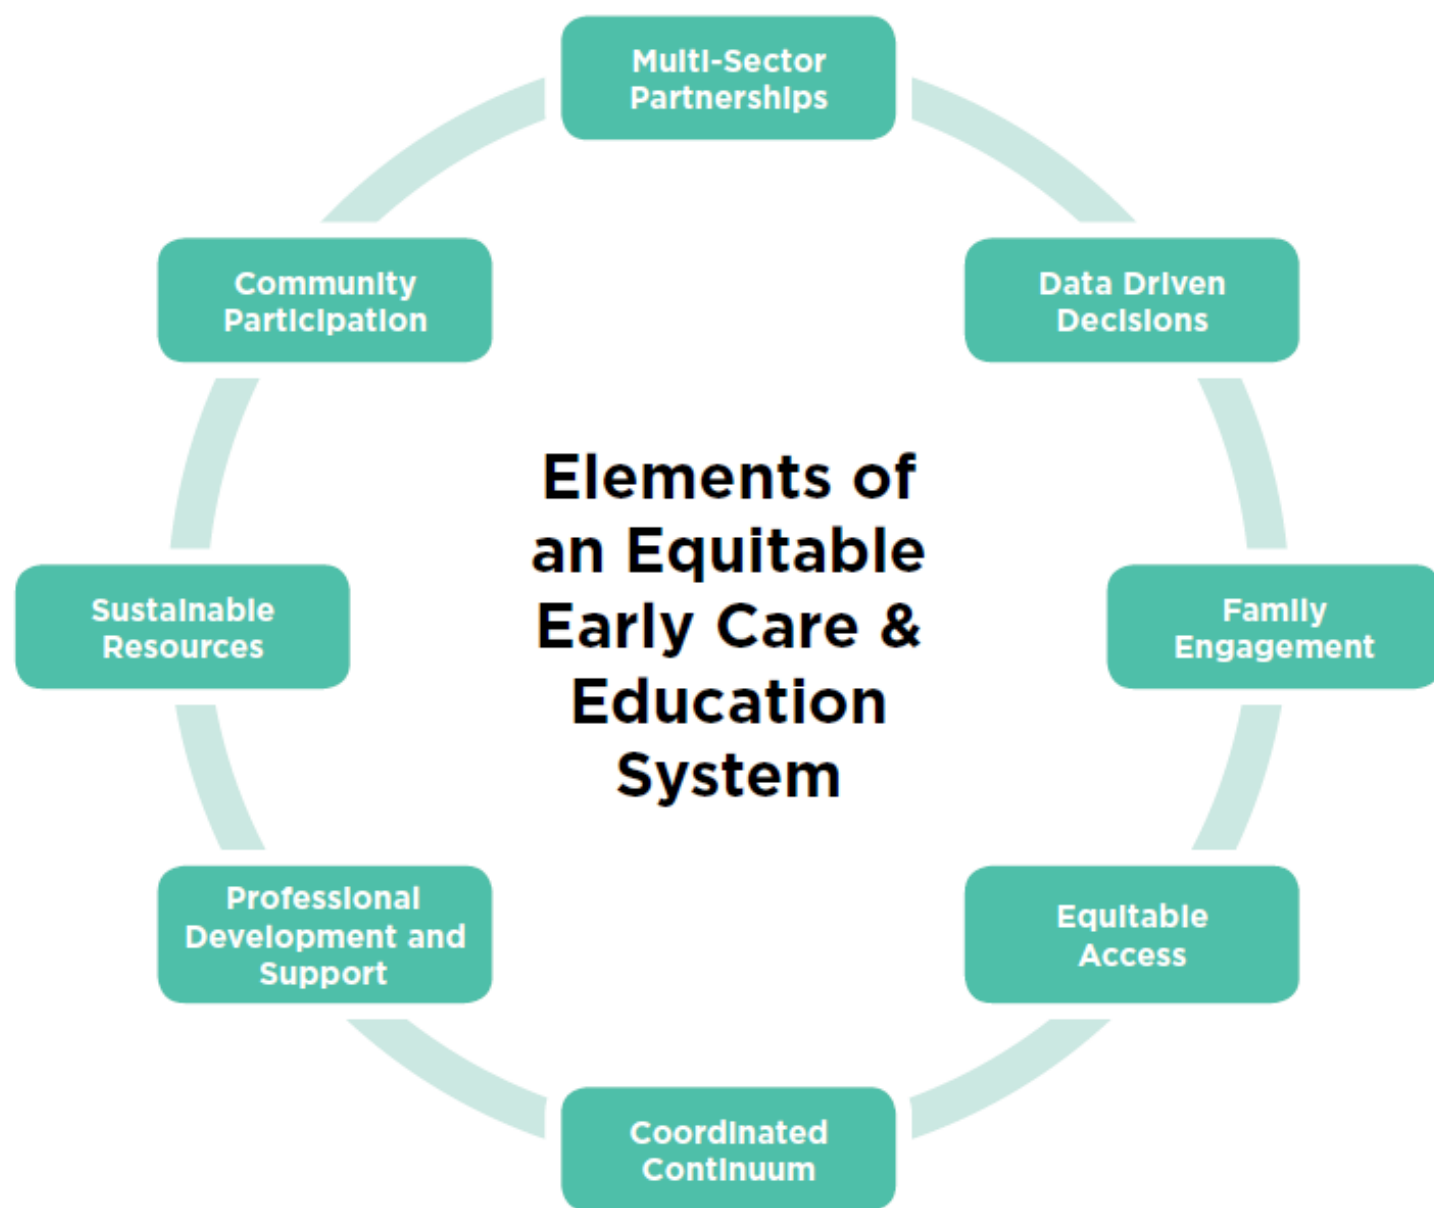 Multi-Sector
Partnerships
Data Driven
Decisions
Family
Engagement
Equitable
Access
Coordinated
Continuum
Professional
Development and
Support
Sustainable
Resources
Community
Participation
Elements of
an Equitable
Early Care &
Education
System